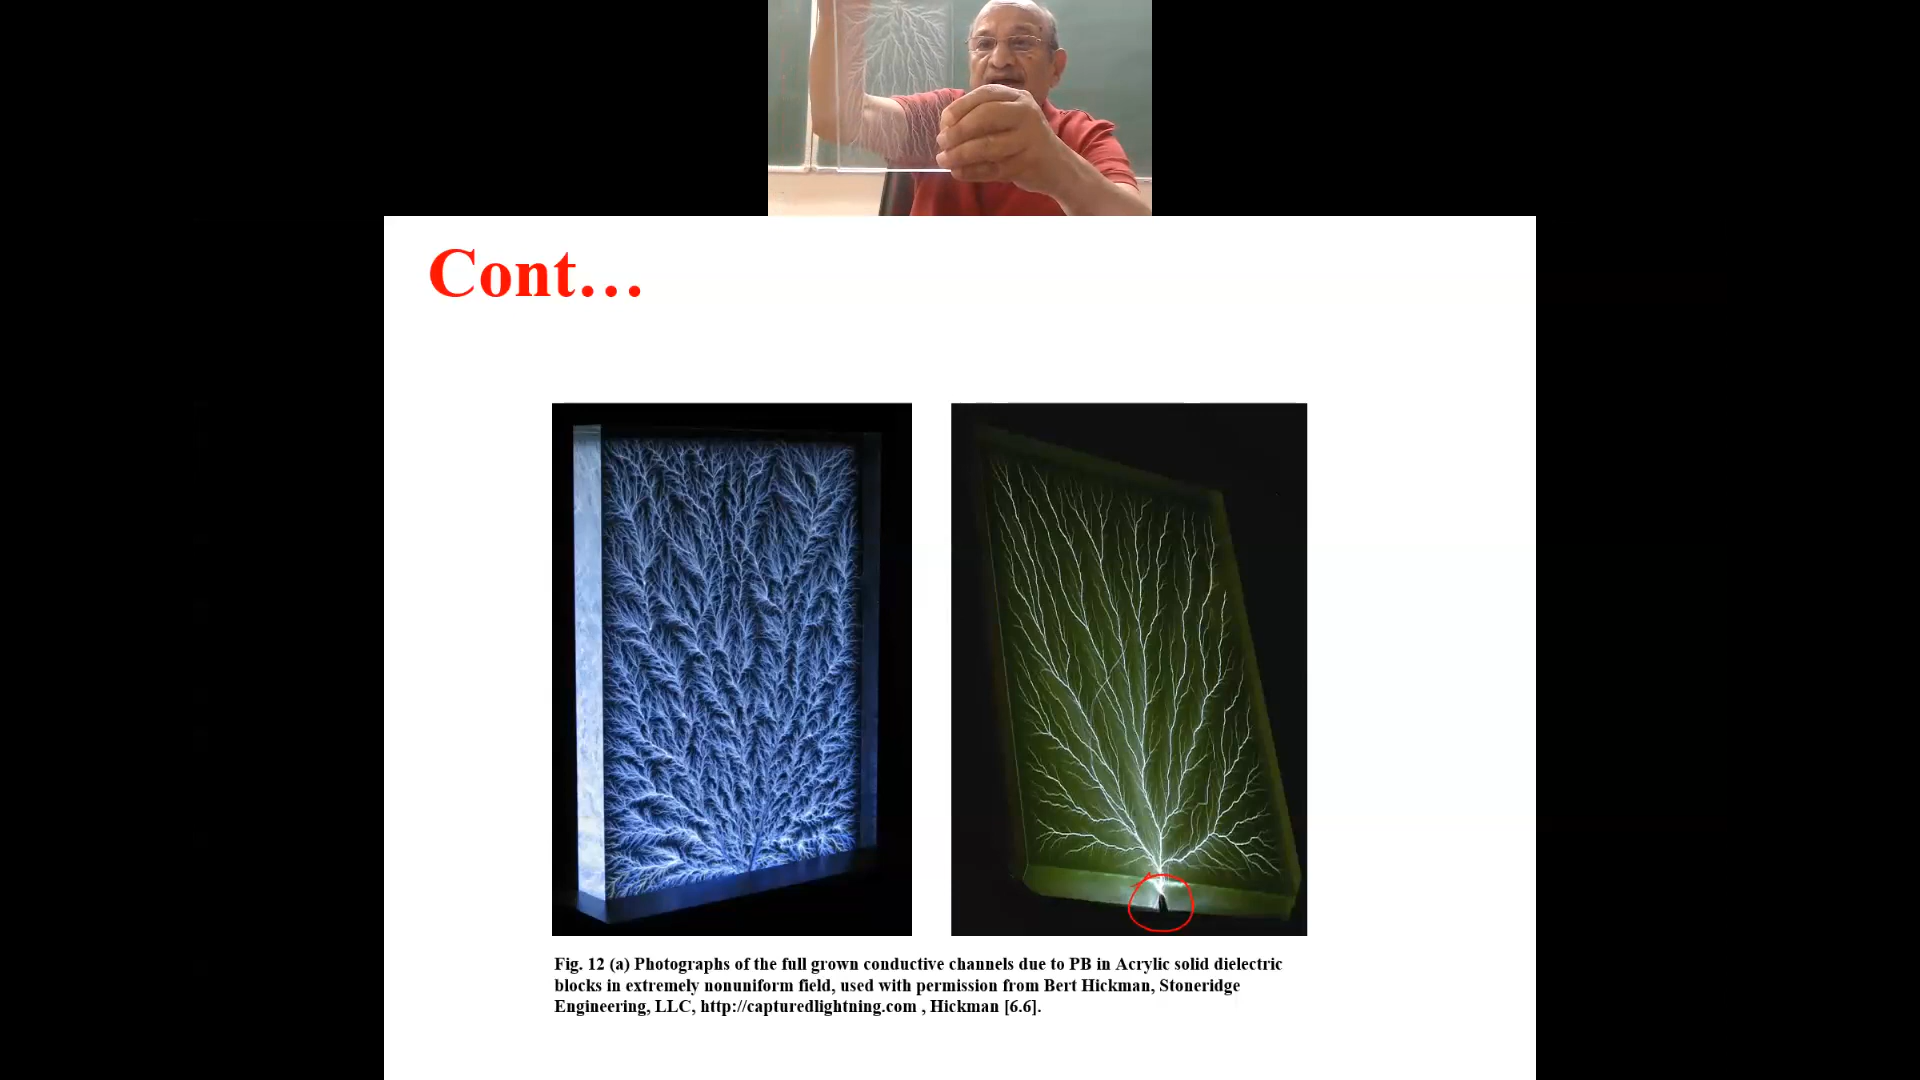 Cont…
Fig. 12 (a) Photographs of the full grown conductive channels due to PB in Acrylic solid dielectric
blocks in extremely nonuniform field, used with permission from Bert Hickman, Stoneridge
Engineering, LLC, http://capturedlightning.com , Hickman [6.6].